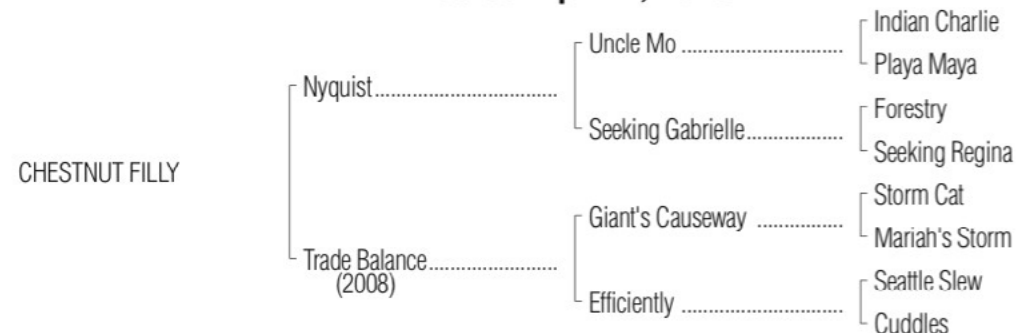 Indian Charlie
Uncle Mo ..........................
Playa Maya
Nyquist..............................
Forestry
Seeking Gabrielle................
Seeking Regina
CHESTNUT FILLY
Storm Cat
Giant's Causeway ...............
Mariah's Storm
Trade Balance.....................
(2008)
Seattle Slew
Efficiently ..........................
Cuddles